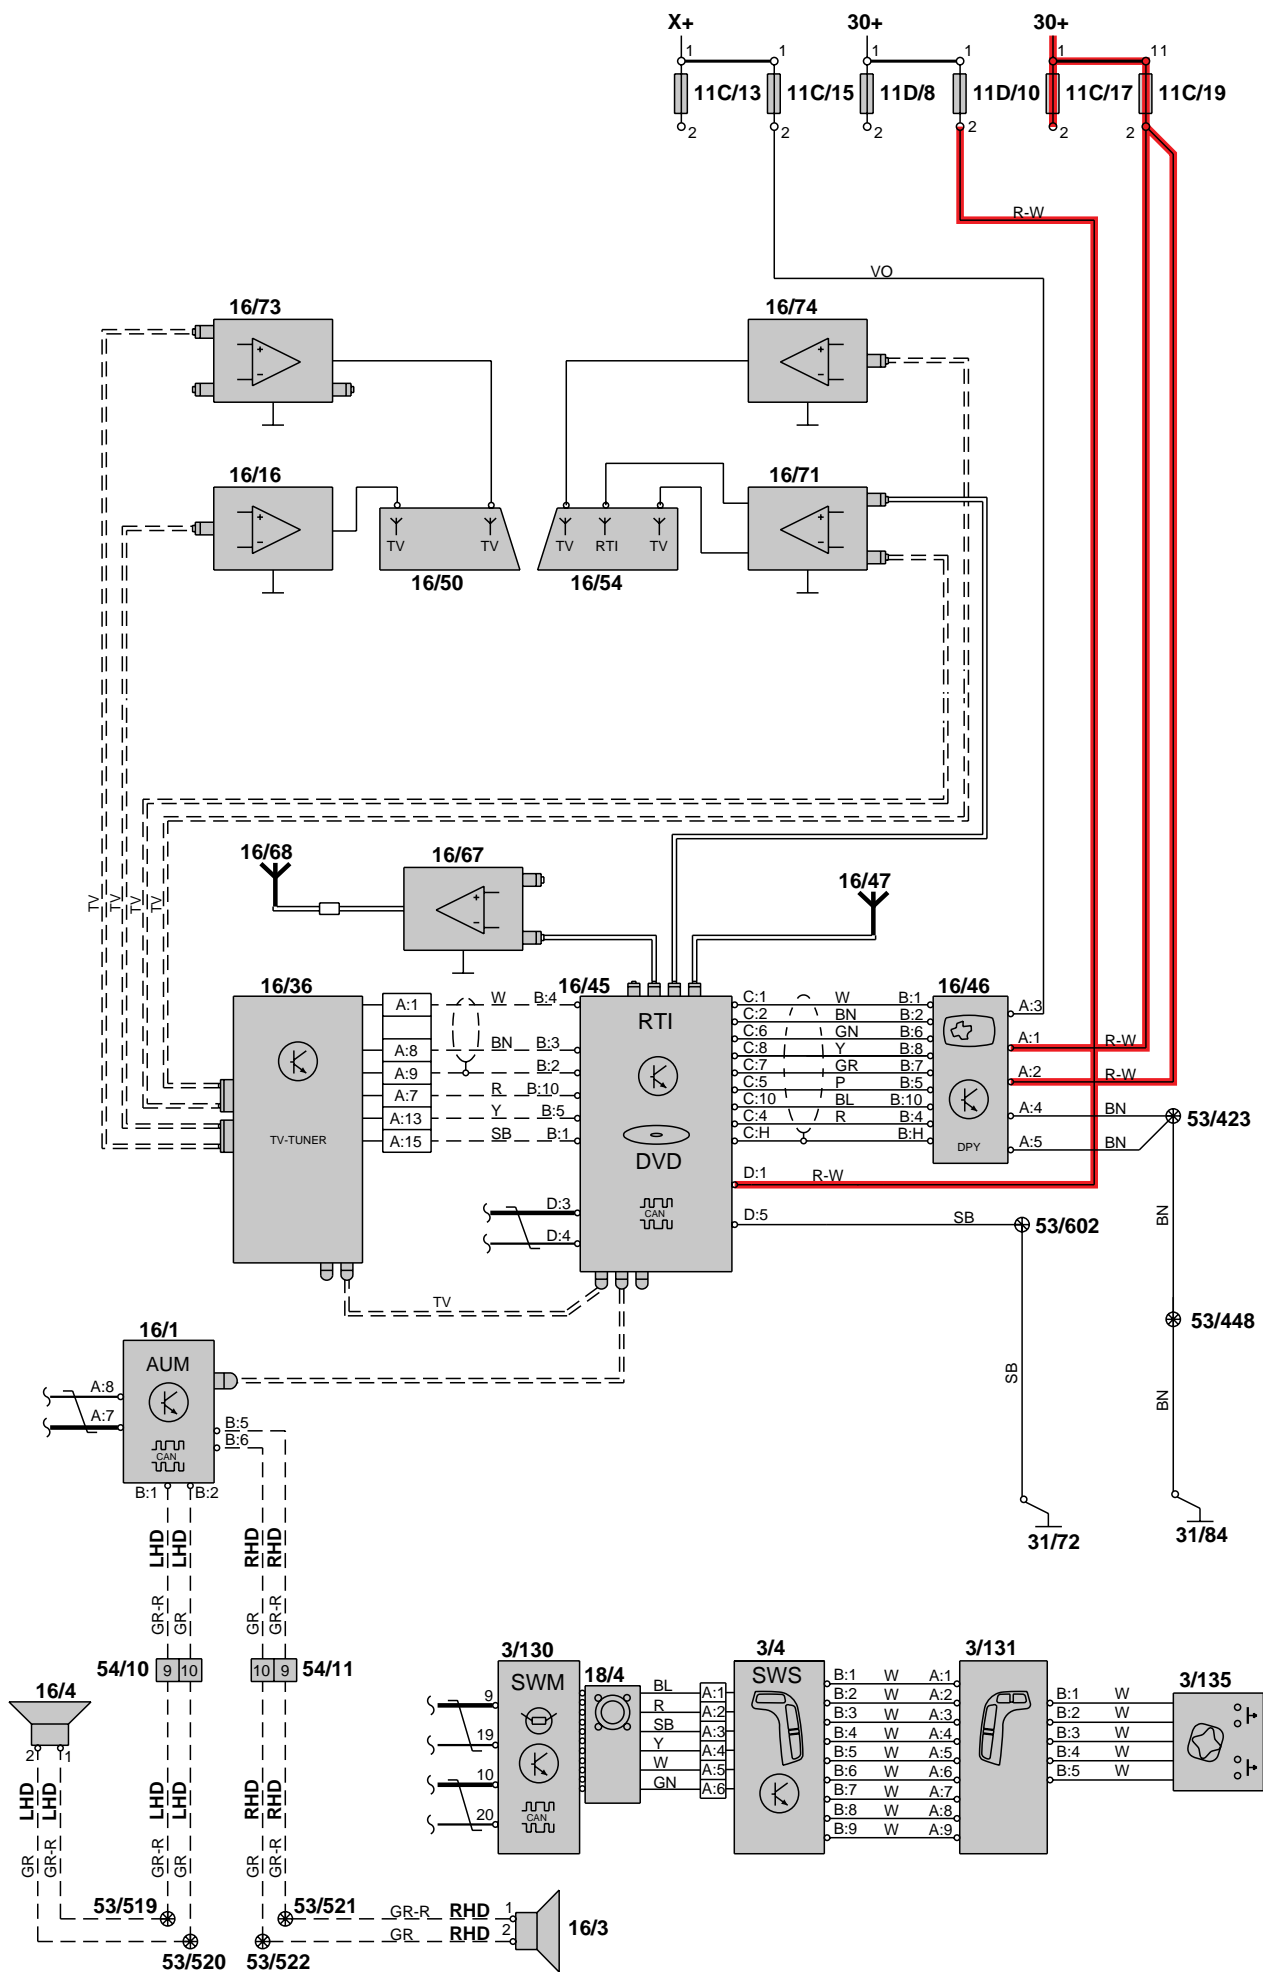 X+ 30+ 30+
1 1 1 1 1 11
11C/13 11C/15 11D/8 11D/10 11C/17 11C/19
2 2 2 2 2 2
R-W
VO
16/73 16/74
+ +
- -
16/16 16/71
+ +
- -
TV TV TV RTI TV
16/50 16/54
16/68 16/67 16/47
+
-
TV TV TV TV
16/36 16/45 16/46
A:1 W B:4 RTI C:1 W B:1 A:3
C:2 BN B:2
C:6 GN B:6 A:1 R-W
A:8 BN B:3 C:8 Y B:8
A:9 B:2 C:7 GR B:7 A:2 R-W
A:7 R B:10 C:5 P B:5
C:10 BL B:10
A:13 Y B:5 C:4 R B:4 A:4 BN 53/423
TV-TUNER A:15 SB B:1 C:H B:H A:5 BN
DVD DPY
D:1 R-W
D:3 CAN
D:5 SB 53/602 BN
D:4
TV
16/1 53/448
AUM
A:8 SB
A:7 BN
B:5
B:6
CAN
B:1 B:2
31/72 31/84
LHD LHD RHD RHD
GR-R GR GR GR-R
54/10 9 10 10 9 54/11
3/130 3/4 3/131
16/4 SWM 18/4 SWS 3/135
2 1
9 BL A:1 B:1 W A:1
R A:2 B:2 W A:2 B:1 W
SB A:3 B:3 W A:3 B:2 W
19 Y A:4 B:4 W A:4 B:3 W
W A:5 B:5 W A:5 B:4 W
10 GN A:6 B:6 W A:6 B:5 W
B:7 W A:7
20 CAN B:8 W A:8
B:9 W A:9
LHD LHD LHD LHD RHD RHD
GR GR-R GR-R GR GR GR-R
53/519 53/521 GR-R RHD 1
GR RHD 2 16/3
53/520 53/522